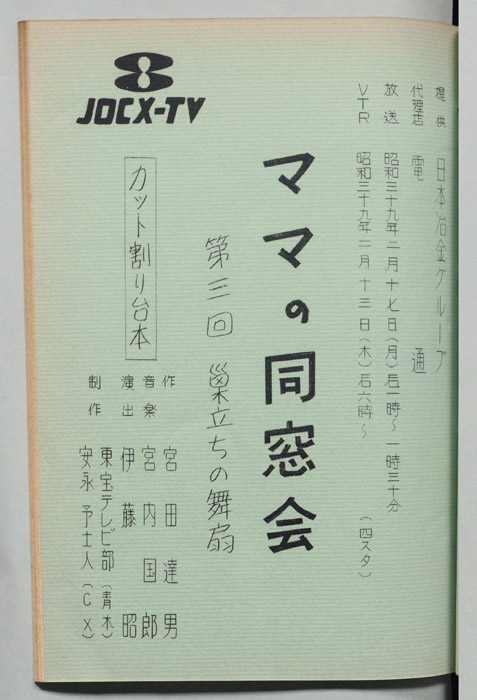 提供　日本冶金グループ
代理店　電通
放送　昭和三十九年二月十七日（月）后一時〜一時三十分
VTR　昭和三十九年二月十三日（木）后六時〜（四スタ）
ママの同窓会
第三回　巣立ちの舞扇
JOCX-TV
カット割り台本
作　宮田達男
音楽　宮内国郎
演出　伊藤昭
制作　東宝テレビ部（青木）
安永予士人（CX）